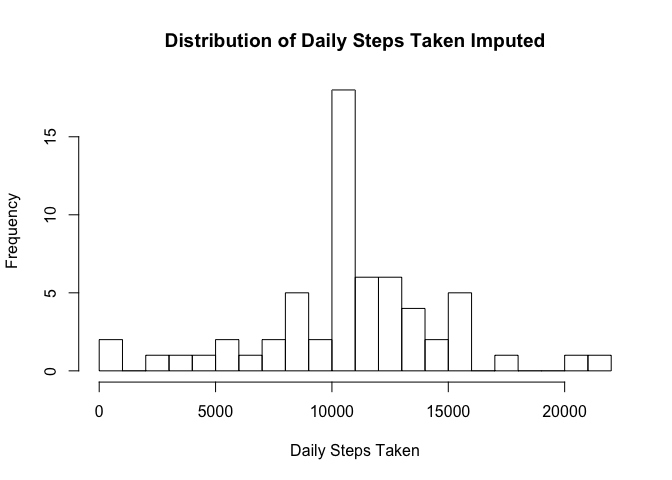 Distribution of Daily Steps Taken Imputed
Frequency
15
10
5
0
0 5000 10000 15000 20000
Daily Steps Taken